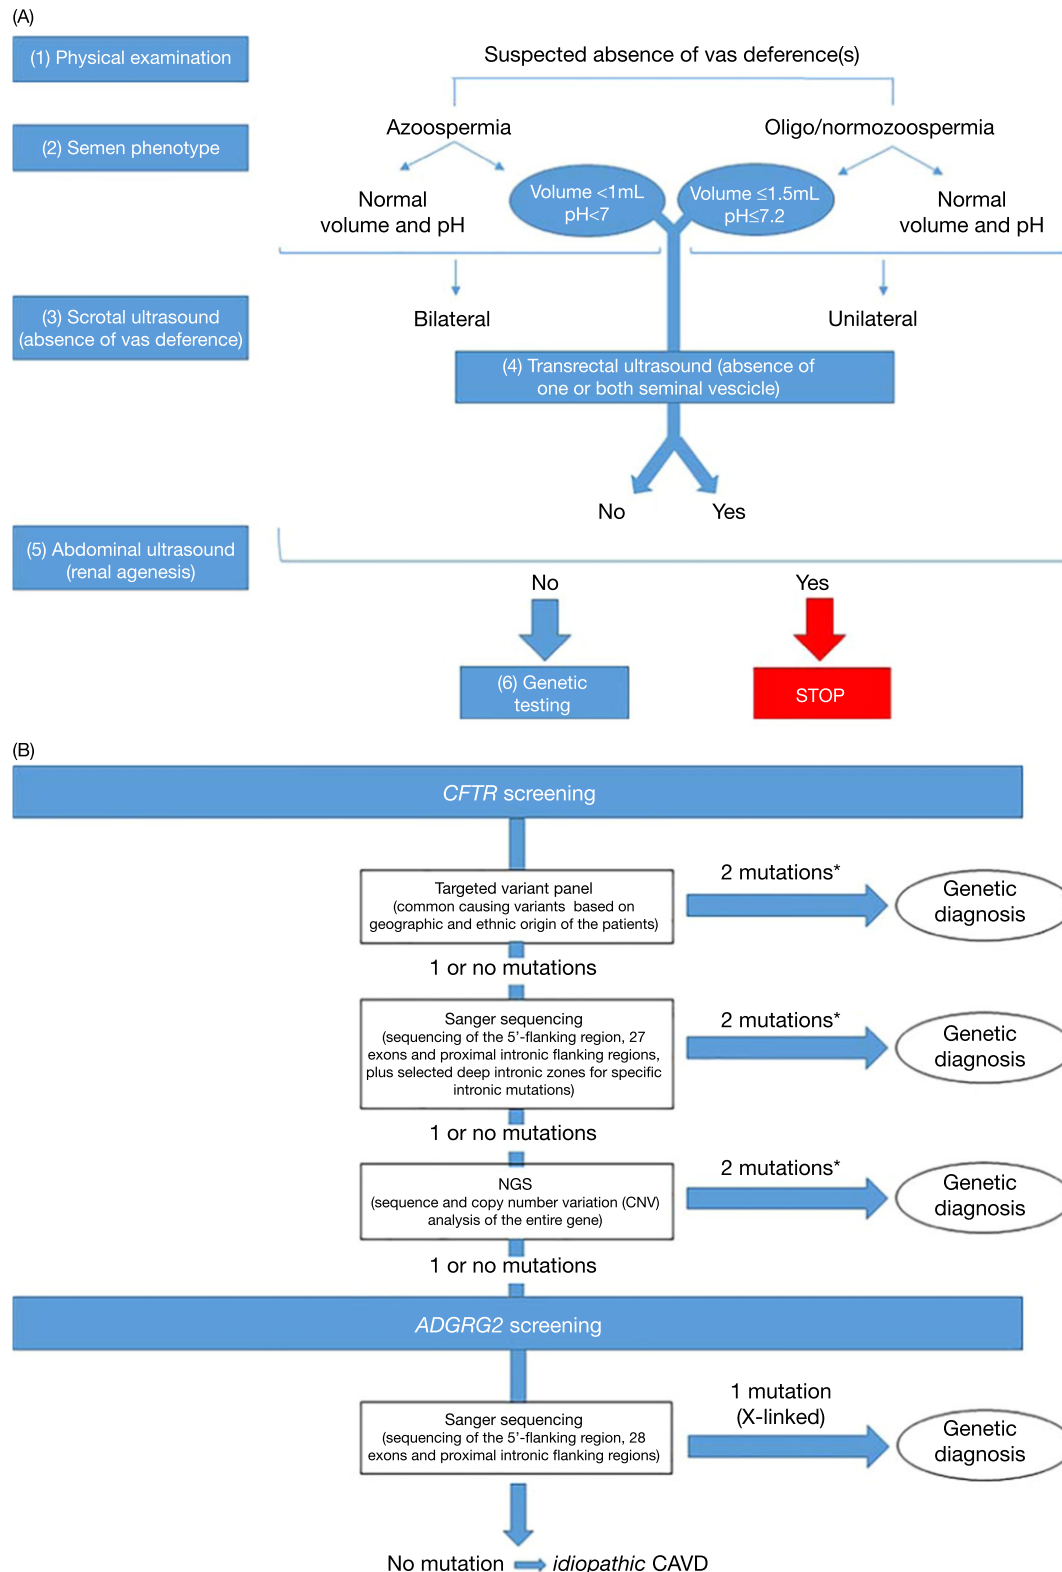 (A)
(1) Physical examination
Suspected absence of vas deference(s)
Azoospermia
Oligo/normozoospermia
(2) Semen phenotype
Normal
volume and pH
Volume <1mL
pH<7
Volume ≤1.5mL
pH≤7.2
Normal
volume and pH
(3) Scrotal ultrasound
(absence of vas deference)
Bilateral
Unilateral
(4) Transrectal ultrasound (absence of
one or both seminal vescicle)
No
Yes
(5) Abdominal ultrasound
(renal agenesis)
No
Yes
(6) Genetic
testing
STOP
(B)
CFTR screening
Targeted variant panel
(common causing variants based on
geographic and ethnic origin of the patients)
2 mutations*
Genetic
diagnosis
1 or no mutations
Sanger sequencing
(sequencing of the 5’-flanking region, 27
exons and proximal intronic flanking regions,
plus selected deep intronic zones for specific
intronic mutations)
2 mutations*
Genetic
diagnosis
1 or no mutations
NGS
(sequence and copy number variation (CNV)
analysis of the entire gene)
2 mutations*
Genetic
diagnosis
1 or no mutations
ADGRG2 screening
Sanger sequencing
(sequencing of the 5’-flanking region, 28
exons and proximal intronic flanking regions)
1 mutation
(X-linked)
Genetic
diagnosis
No mutation
idiopathic CAVD